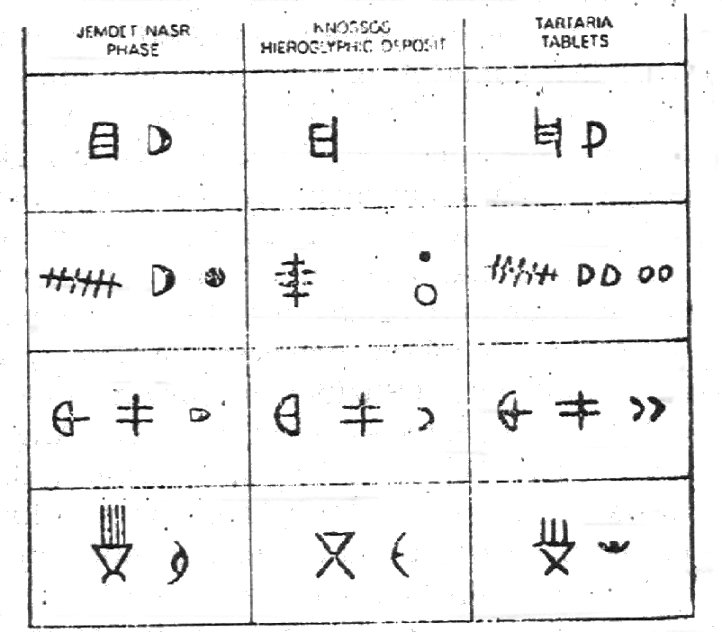 JEMDET NASR
PHASE
KNOSSOS
HIEROGLYPHIC DEPOSIT
TARTARIA
TABLETS